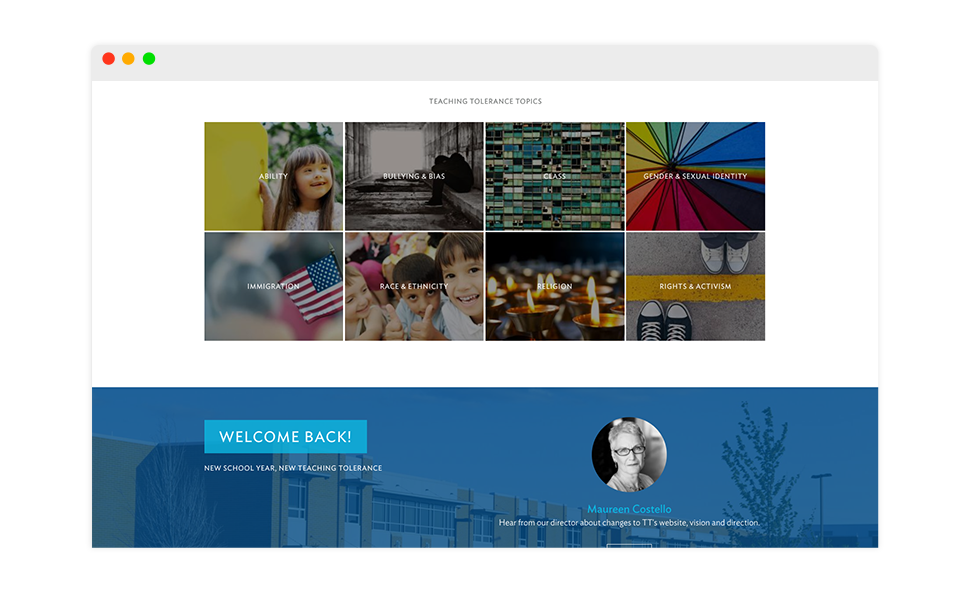 TEACHING TOLERANCE TOPICS
ABILITY
BULLYING & BIAS
CLASS
GENDER & SEXUAL IDENTITY
IMMIGRATION
RACE & ETHNICITY
RELIGION
RIGHTS & ACTIVISM
WELCOME BACK!
NEW SCHOOL YEAR, NEW TEACHING TOLERANCE
Maureen Costello
Hear from our director about changes to TT's website, vision and direction.